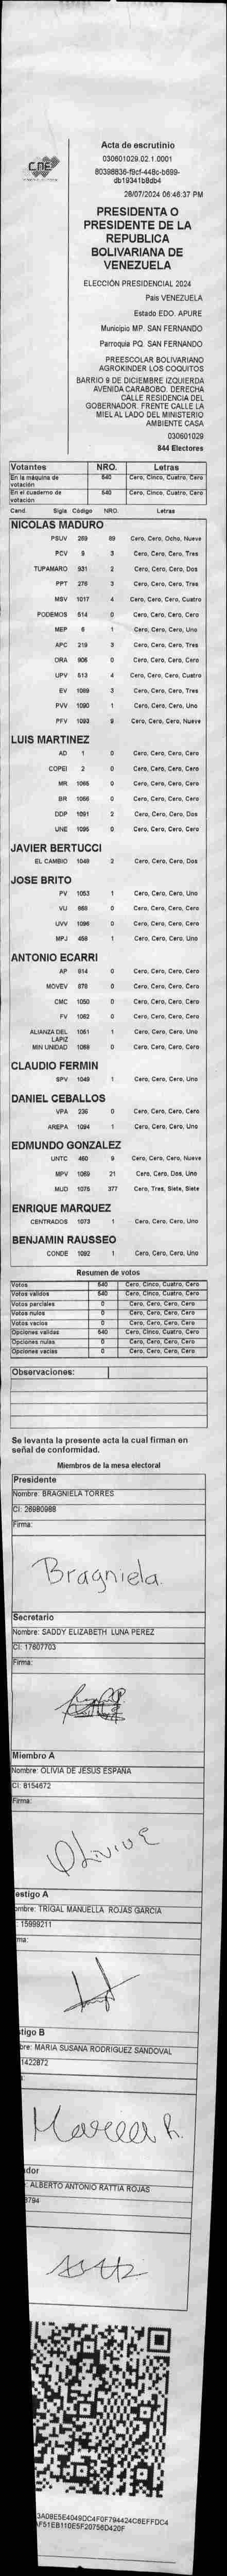 CNE
Acta de escrutinio
030601029.02.1.0001
80398836-f9cf-448c-b699-
db19341b8db4
28/07/2024 06:46:37 PM
PRESIDENTA O
PRESIDENTE DE LA
REPUBLICA
BOLIVARIANA DE
VENEZUELA
ELECCIÓN PRESIDENCIAL 2024
País VENEZUELA
Estado EDO. APURE
Municipio MP. SAN FERNANDO
Parroquia PQ. SAN FERNANDO
PREESCOLAR BOLIVARIANO
AGROKINDER LOS COQUITOS
BARRIO 9 DE DICIEMBRE IZQUIERDA
AVENIDA CARABOBO. DERECHA
CALLE RESIDENCIA DEL
GOBERNADOR. FRENTE CALLE LA
MIEL AL LADO DEL MINISTERIO
AMBIENTE CASA
030601029
844 Electores
Votantes NRO. Letras
En la máquina de votación 540 Cero, Cinco, Cuatro, Cero
En el cuaderno de votación 540 Cero, Cinco, Cuatro, Cero
Cand. Sigla Código NRO. Letras
NICOLAS MADURO
PSUV 269 89 Cero, Cero, Ocho, Nueve
PCV 9 3 Cero, Cero, Cero, Tres
TUPAMARO 931 2 Cero, Cero, Cero, Dos
PPT 276 3 Cero, Cero, Cero, Tres
MSV 1017 4 Cero, Cero, Cero, Cuatro
PODEMOS 514 0 Cero, Cero, Cero, Cero
MEP 6 1 Cero, Cero, Cero, Uno
APC 219 3 Cero, Cero, Cero, Tres
ORA 906 0 Cero, Cero, Cero, Cero
UPV 513 4 Cero, Cero, Cero, Cuatro
EV 1089 3 Cero, Cero, Cero, Tres
PVV 1090 1 Cero, Cero, Cero, Uno
PFV 1093 9 Cero, Cero, Cero, Nueve
LUIS MARTINEZ
AD 1 0 Cero, Cero, Cero, Cero
COPEI 2 0 Cero, Cero, Cero, Cero
MR 1065 0 Cero, Cero, Cero, Cero
BR 1056 0 Cero, Cero, Cero, Cero
DDP 1091 2 Cero, Cero, Cero, Dos
UNE 1095 0 Cero, Cero, Cero, Cero
JAVIER BERTUCCI
EL CAMBIO 1048 2 Cero, Cero, Cero, Dos
JOSE BRITO
PV 1053 1 Cero, Cero, Cero, Uno
VU 868 0 Cero, Cero, Cero, Cero
UVV 1096 0 Cero, Cero, Cero, Cero
MPJ 458 1 Cero, Cero, Cero, Uno
ANTONIO ECARRI
AP 814 0 Cero, Cero, Cero, Cero
MOVEV 878 0 Cero, Cero, Cero, Cero
CMC 1050 0 Cero, Cero, Cero, Cero
FV 1062 0 Cero, Cero, Cero, Cero
ALIANZA DEL LAPIZ 1061 1 Cero, Cero, Cero, Uno
MIN UNIDAD 1068 0 Cero, Cero, Cero, Cero
CLAUDIO FERMIN
SPV 1049 1 Cero, Cero, Cero, Uno
DANIEL CEBALLOS
VPA 236 0 Cero, Cero, Cero, Cero
AREPA 1094 1 Cero, Cero, Cero, Uno
EDMUNDO GONZALEZ
UNTC 460 9 Cero, Cero, Cero, Nueve
MPV 1069 21 Cero, Cero, Dos, Uno
MUD 1075 377 Cero, Tres, Siete, Siete
ENRIQUE MARQUEZ
CENTRADOS 1073 1 Cero, Cero, Cero, Uno
BENJAMIN RAUSSEO
CONDE 1092 1 Cero, Cero, Cero, Uno
Resumen de votos
Votos 540 Cero, Cinco, Cuatro, Cero
Votos validos 540 Cero, Cinco, Cuatro, Cero
Votos parciales 0 Cero, Cero, Cero, Cero
Votos nulos 0 Cero, Cero, Cero, Cero
Votos vacios 0 Cero, Cero, Cero, Cero
Opciones validas 540 Cero, Cinco, Cuatro, Cero
Opciones nulas 0 Cero, Cero, Cero, Cero
Opciones vacias 0 Cero, Cero, Cero, Cero
Observaciones:
Se levanta la presente acta la cual firman en
señal de conformidad.
Miembros de la mesa electoral
Presidente
Nombre: BRAGNIELA TORRES
CI: 26980988
Firma:
Bragniela
Secretario
Nombre: SADDY ELIZABETH LUNA PEREZ
CI: 17607703
Firma:
Miembro A
Nombre: OLIVIA DE JESUS ESPAÑA
CI: 8154672
Firma:
Olivia E
estigo A
ombre: TRIGAL MANUELLA ROJAS GARCIA
: 15999211
ma:
tigo B
bre: MARIA SUSANA RODRIGUEZ SANDOVAL
1422872
Maria R.
dor
: ALBERTO ANTONIO RATTIA ROJAS
8794
3A0BE5E4049DC4F0F794424C8EFFDC4
F51EB110E5F20756D420F